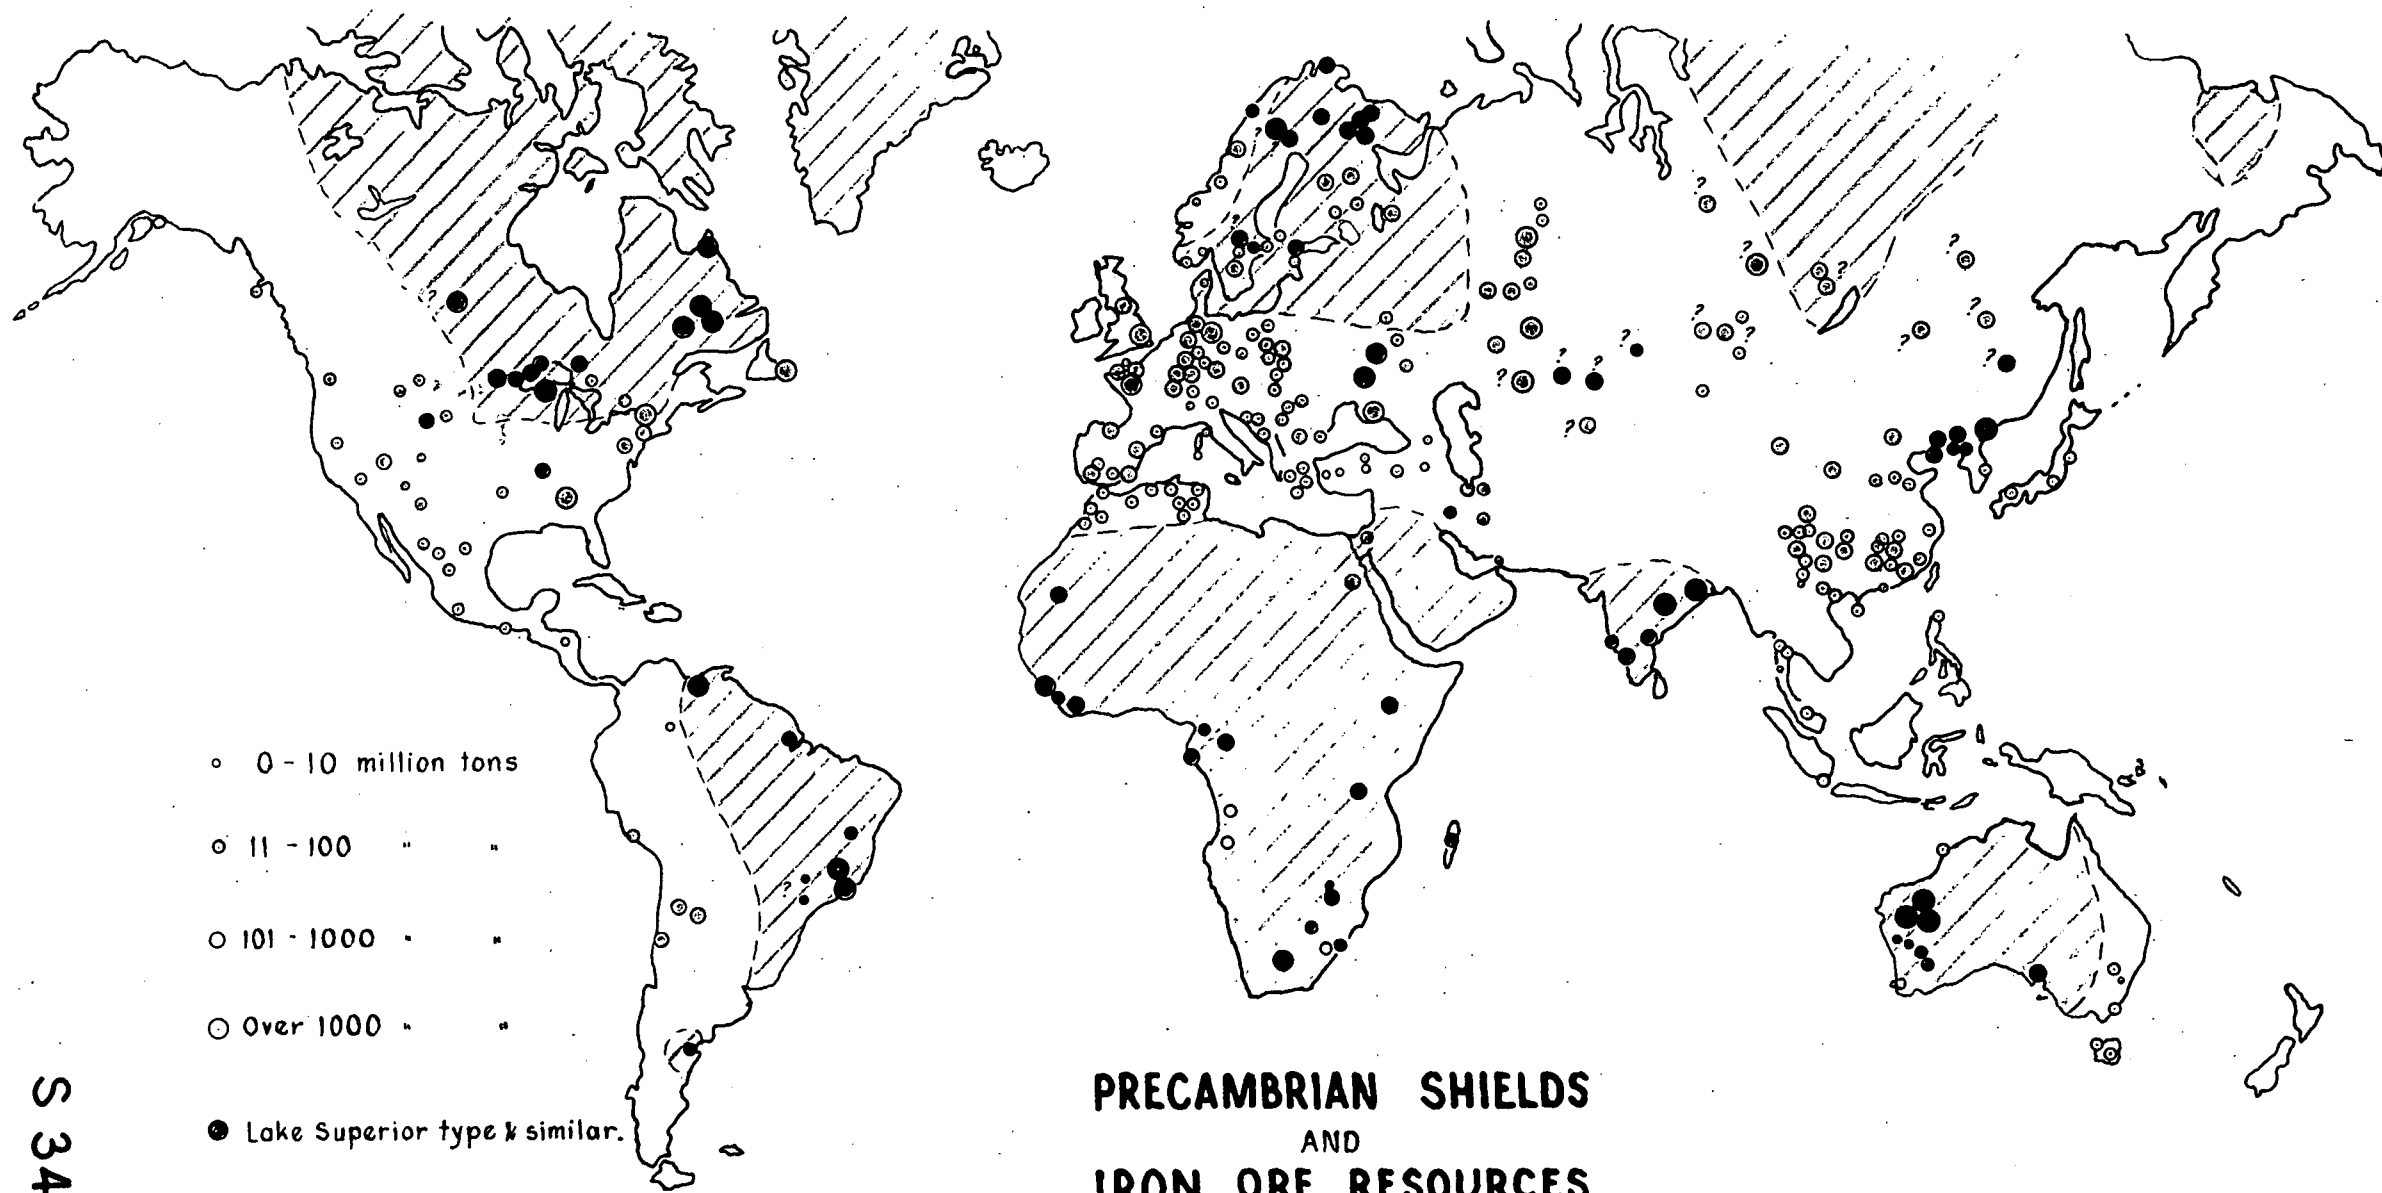 0-10 million tons
11-100 " "
101-1000 " "
Over 1000 " "
Lake Superior type & similar.
S 34
PRECAMBRIAN SHIELDS
AND
IRON ORE RESOURCES